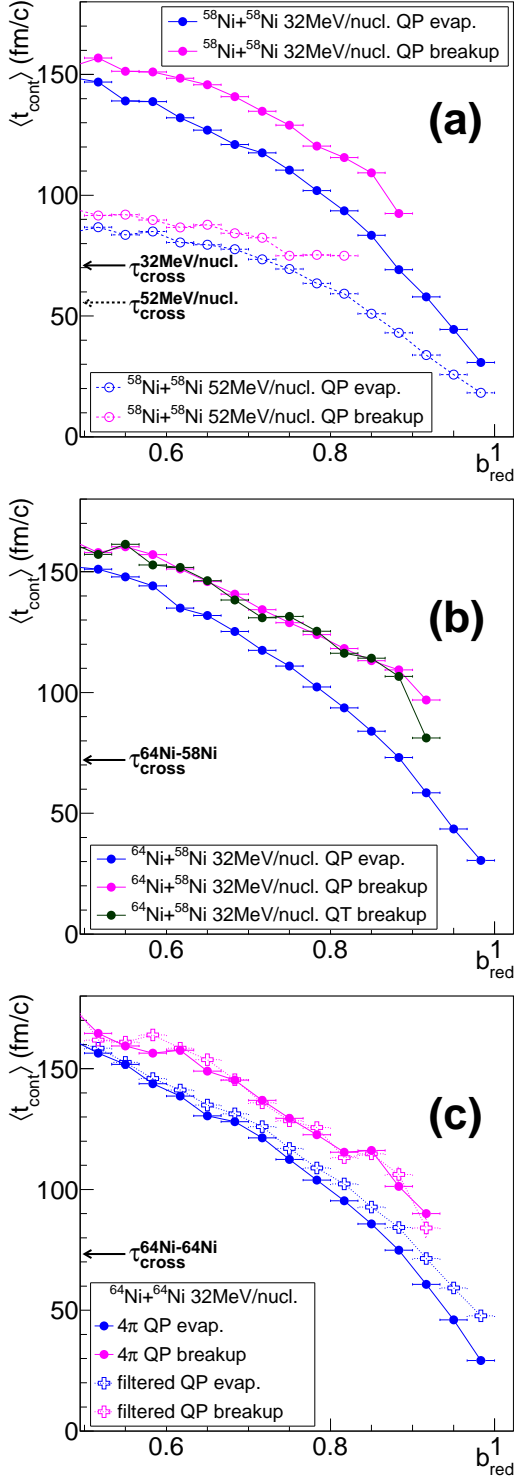 ⟨t_cont⟩ (fm/c)
⁵⁸Ni+⁵⁸Ni 32MeV/nucl. QP evap.
⁵⁸Ni+⁵⁸Ni 32MeV/nucl. QP breakup
150
(a)
100
τ_cross^32MeV/nucl.
τ_cross^52MeV/nucl.
50
⁵⁸Ni+⁵⁸Ni 52MeV/nucl. QP evap.
⁵⁸Ni+⁵⁸Ni 52MeV/nucl. QP breakup
0
0.6 0.8 1
b_red
⟨t_cont⟩ (fm/c)
150
(b)
100
τ_cross^64Ni-58Ni
50
⁶⁴Ni+⁵⁸Ni 32MeV/nucl. QP evap.
⁶⁴Ni+⁵⁸Ni 32MeV/nucl. QP breakup
⁶⁴Ni+⁵⁸Ni 32MeV/nucl. QT breakup
0
0.6 0.8 1
b_red
⟨t_cont⟩ (fm/c)
150
(c)
100
τ_cross^64Ni-64Ni
50
⁶⁴Ni+⁶⁴Ni 32MeV/nucl.
4π QP evap.
4π QP breakup
filtered QP evap.
filtered QP breakup
0
0.6 0.8 1
b_red